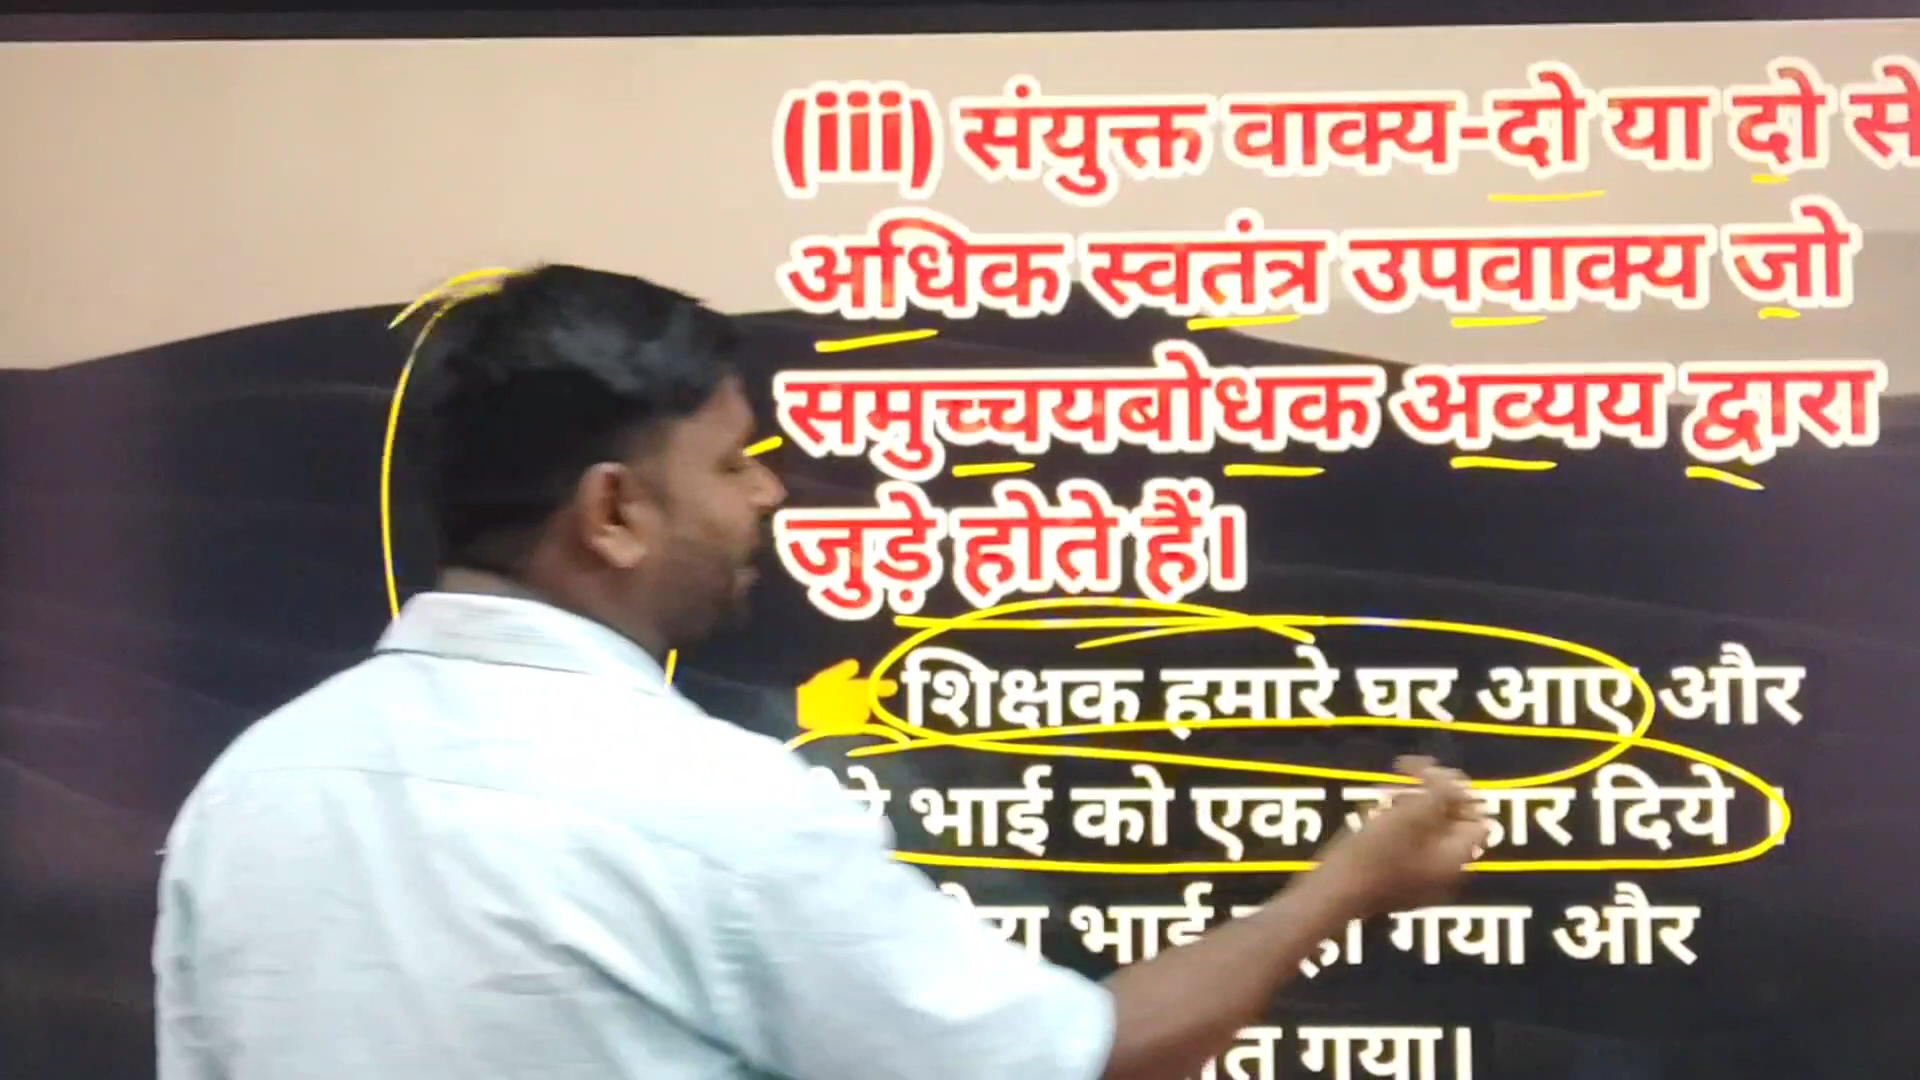 (iii) संयुक्त वाक्य-दो या दो से
अधिक स्वतंत्र उपवाक्य जो
समुच्चयबोधक अव्यय द्वारा
जुड़े होते हैं।
शिक्षक हमारे घर आए और
भाई को एक दिये ।
भाई गया और
गया।